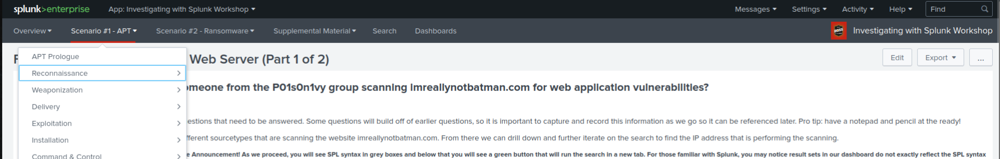 splunk>enterprise App: Investigating with Splunk Workshop Messages Settings Activity Help Find
Overview Scenario #1 - APT Scenario #2 - Ransomware Supplemental Material Search Dashboards Investigating with Splunk Workshop
Web Server (Part 1 of 2) Edit Export ...
APT Prologue
Reconnaissance
Weaponization
Delivery
Exploitation
Installation
Command & Control
from the P01s0n1vy group scanning imreallynotbatman.com for web application vulnerabilities?
that need to be answered. Some questions will build off of earlier questions, so it is important to capture and record this information as we go so it can be referenced later. Pro tip: have a notepad and pencil at the ready!
sourcetypes that are scanning the website imreallynotbatman.com. From there we can drill down and further iterate on the search to find the IP address that is performing the scanning.
Announcement! As we proceed, you will see SPL syntax in grey boxes and below that you will see a green button that will run the search in a new tab. For those familiar with Splunk, you may notice result sets in our dashboard do not exactly reflect the SPL syntax